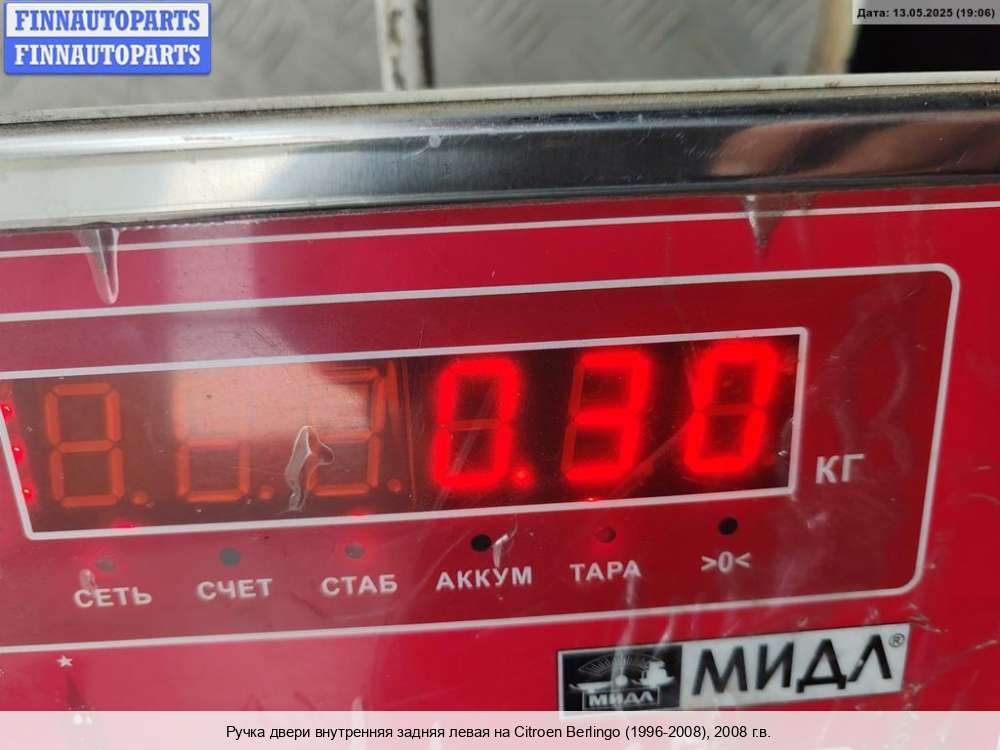 FINNAUTOPARTS
FINNAUTOPARTS
Дата: 13.05.2025 (19:06)
0.30
КГ
СЕТЬ СЧЕТ СТАБ АККУМ ТАРА >0<
МИДЛ МИДЛ®
Ручка двери внутренняя задняя левая на Citroen Berlingo (1996-2008), 2008 г.в.